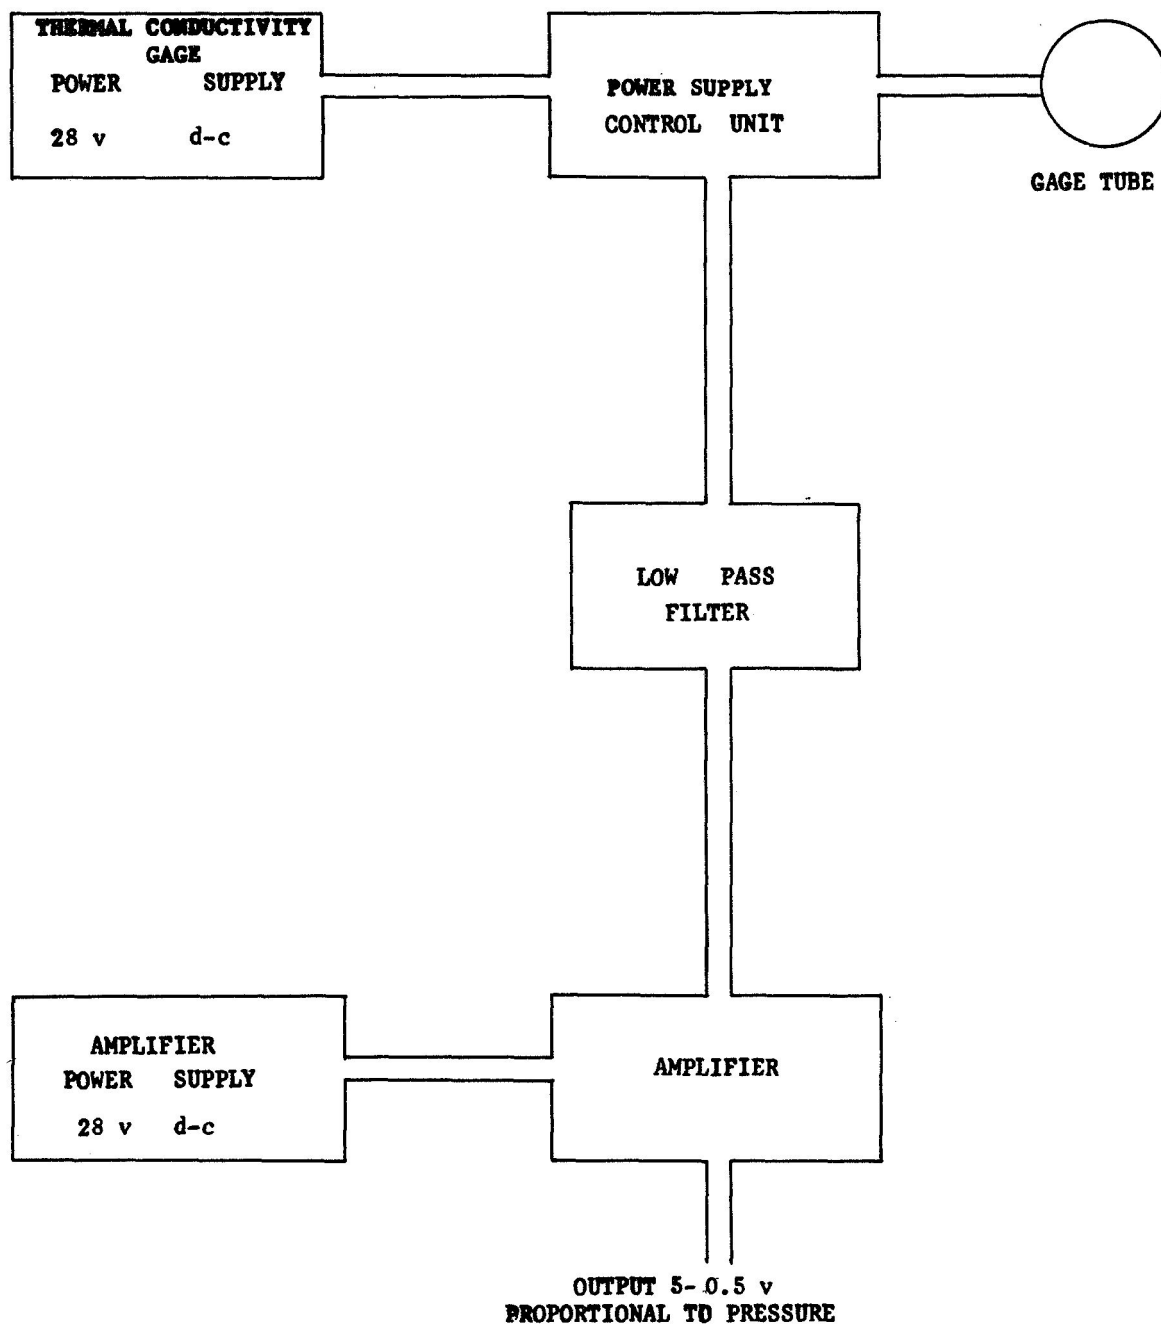 THERMAL CONDUCTIVITY
GAGE
POWER SUPPLY
28 v d-c
POWER SUPPLY
CONTROL UNIT
GAGE TUBE
LOW PASS
FILTER
AMPLIFIER
POWER SUPPLY
28 v d-c
AMPLIFIER
OUTPUT 5-0.5 v
PROPORTIONAL TO PRESSURE